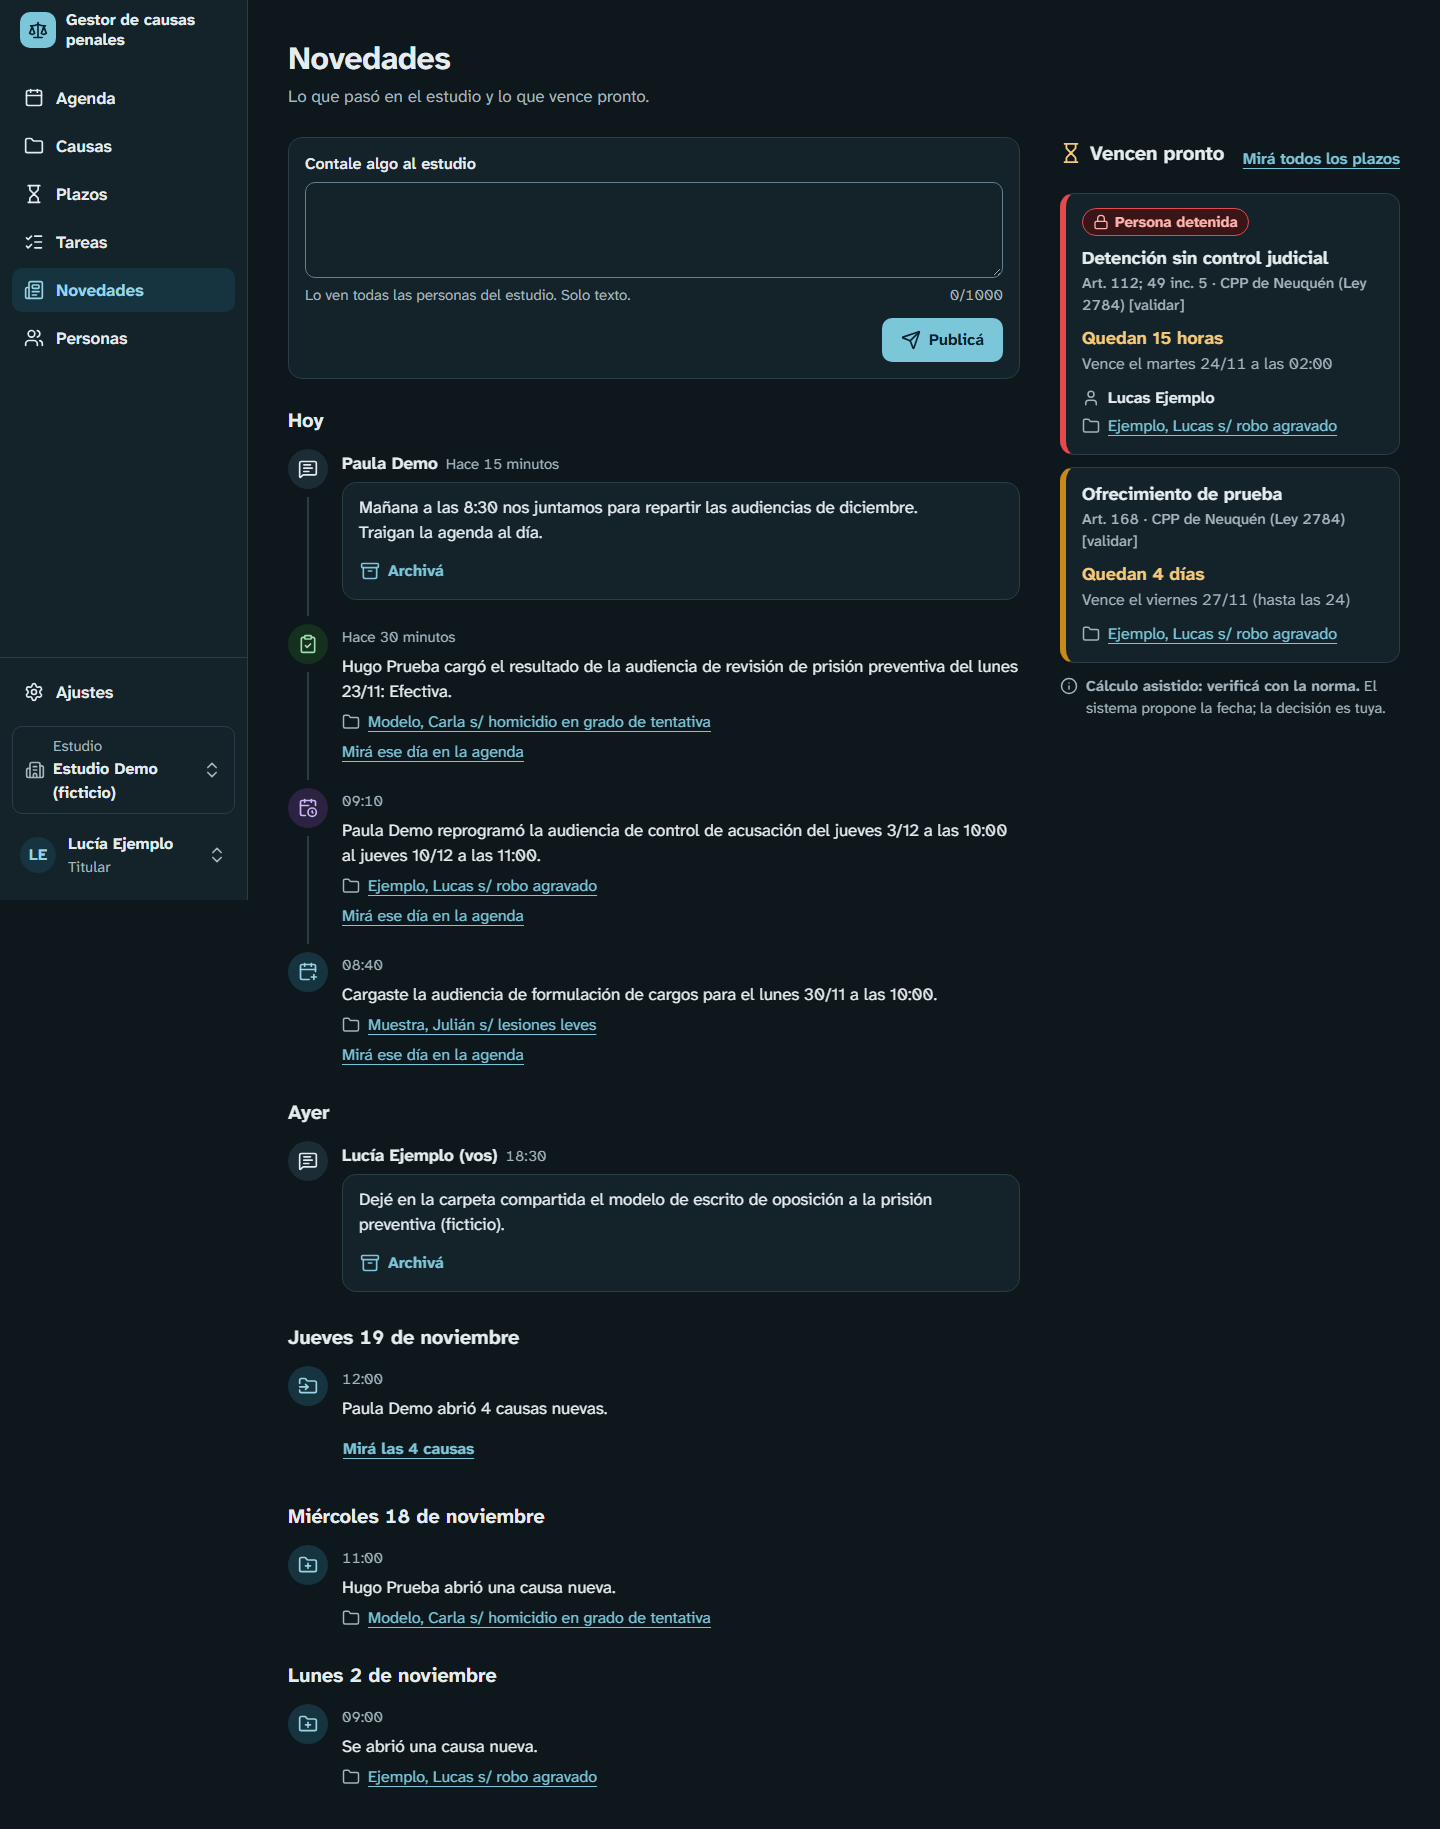 Gestor de causas
penales
Agenda
Causas
Plazos
Tareas
Novedades
Personas
Ajustes
Estudio
Estudio Demo
(ficticio)
LE
Lucía Ejemplo
Titular
Novedades
Lo que pasó en el estudio y lo que vence pronto.
Contale algo al estudio
Lo ven todas las personas del estudio. Solo texto.
0/1000
Publicá
Hoy
Paula Demo Hace 15 minutos
Mañana a las 8:30 nos juntamos para repartir las audiencias de diciembre.
Traigan la agenda al día.
Archivá
Hace 30 minutos
Hugo Prueba cargó el resultado de la audiencia de revisión de prisión preventiva del lunes
23/11: Efectiva.
Modelo, Carla s/ homicidio en grado de tentativa
Mirá ese día en la agenda
09:10
Paula Demo reprogramó la audiencia de control de acusación del jueves 3/12 a las 10:00
al jueves 10/12 a las 11:00.
Ejemplo, Lucas s/ robo agravado
Mirá ese día en la agenda
08:40
Cargaste la audiencia de formulación de cargos para el lunes 30/11 a las 10:00.
Muestra, Julián s/ lesiones leves
Mirá ese día en la agenda
Ayer
Lucía Ejemplo (vos) 18:30
Dejé en la carpeta compartida el modelo de escrito de oposición a la prisión
preventiva (ficticio).
Archivá
Jueves 19 de noviembre
12:00
Paula Demo abrió 4 causas nuevas.
Mirá las 4 causas
Miércoles 18 de noviembre
11:00
Hugo Prueba abrió una causa nueva.
Modelo, Carla s/ homicidio en grado de tentativa
Lunes 2 de noviembre
09:00
Se abrió una causa nueva.
Ejemplo, Lucas s/ robo agravado
Vencen pronto
Mirá todos los plazos
Persona detenida
Detención sin control judicial
Art. 112; 49 inc. 5 · CPP de Neuquén (Ley
2784) [validar]
Quedan 15 horas
Vence el martes 24/11 a las 02:00
Lucas Ejemplo
Ejemplo, Lucas s/ robo agravado
Ofrecimiento de prueba
Art. 168 · CPP de Neuquén (Ley 2784)
[validar]
Quedan 4 días
Vence el viernes 27/11 (hasta las 24)
Ejemplo, Lucas s/ robo agravado
Cálculo asistido: verificá con la norma. El
sistema propone la fecha; la decisión es tuya.